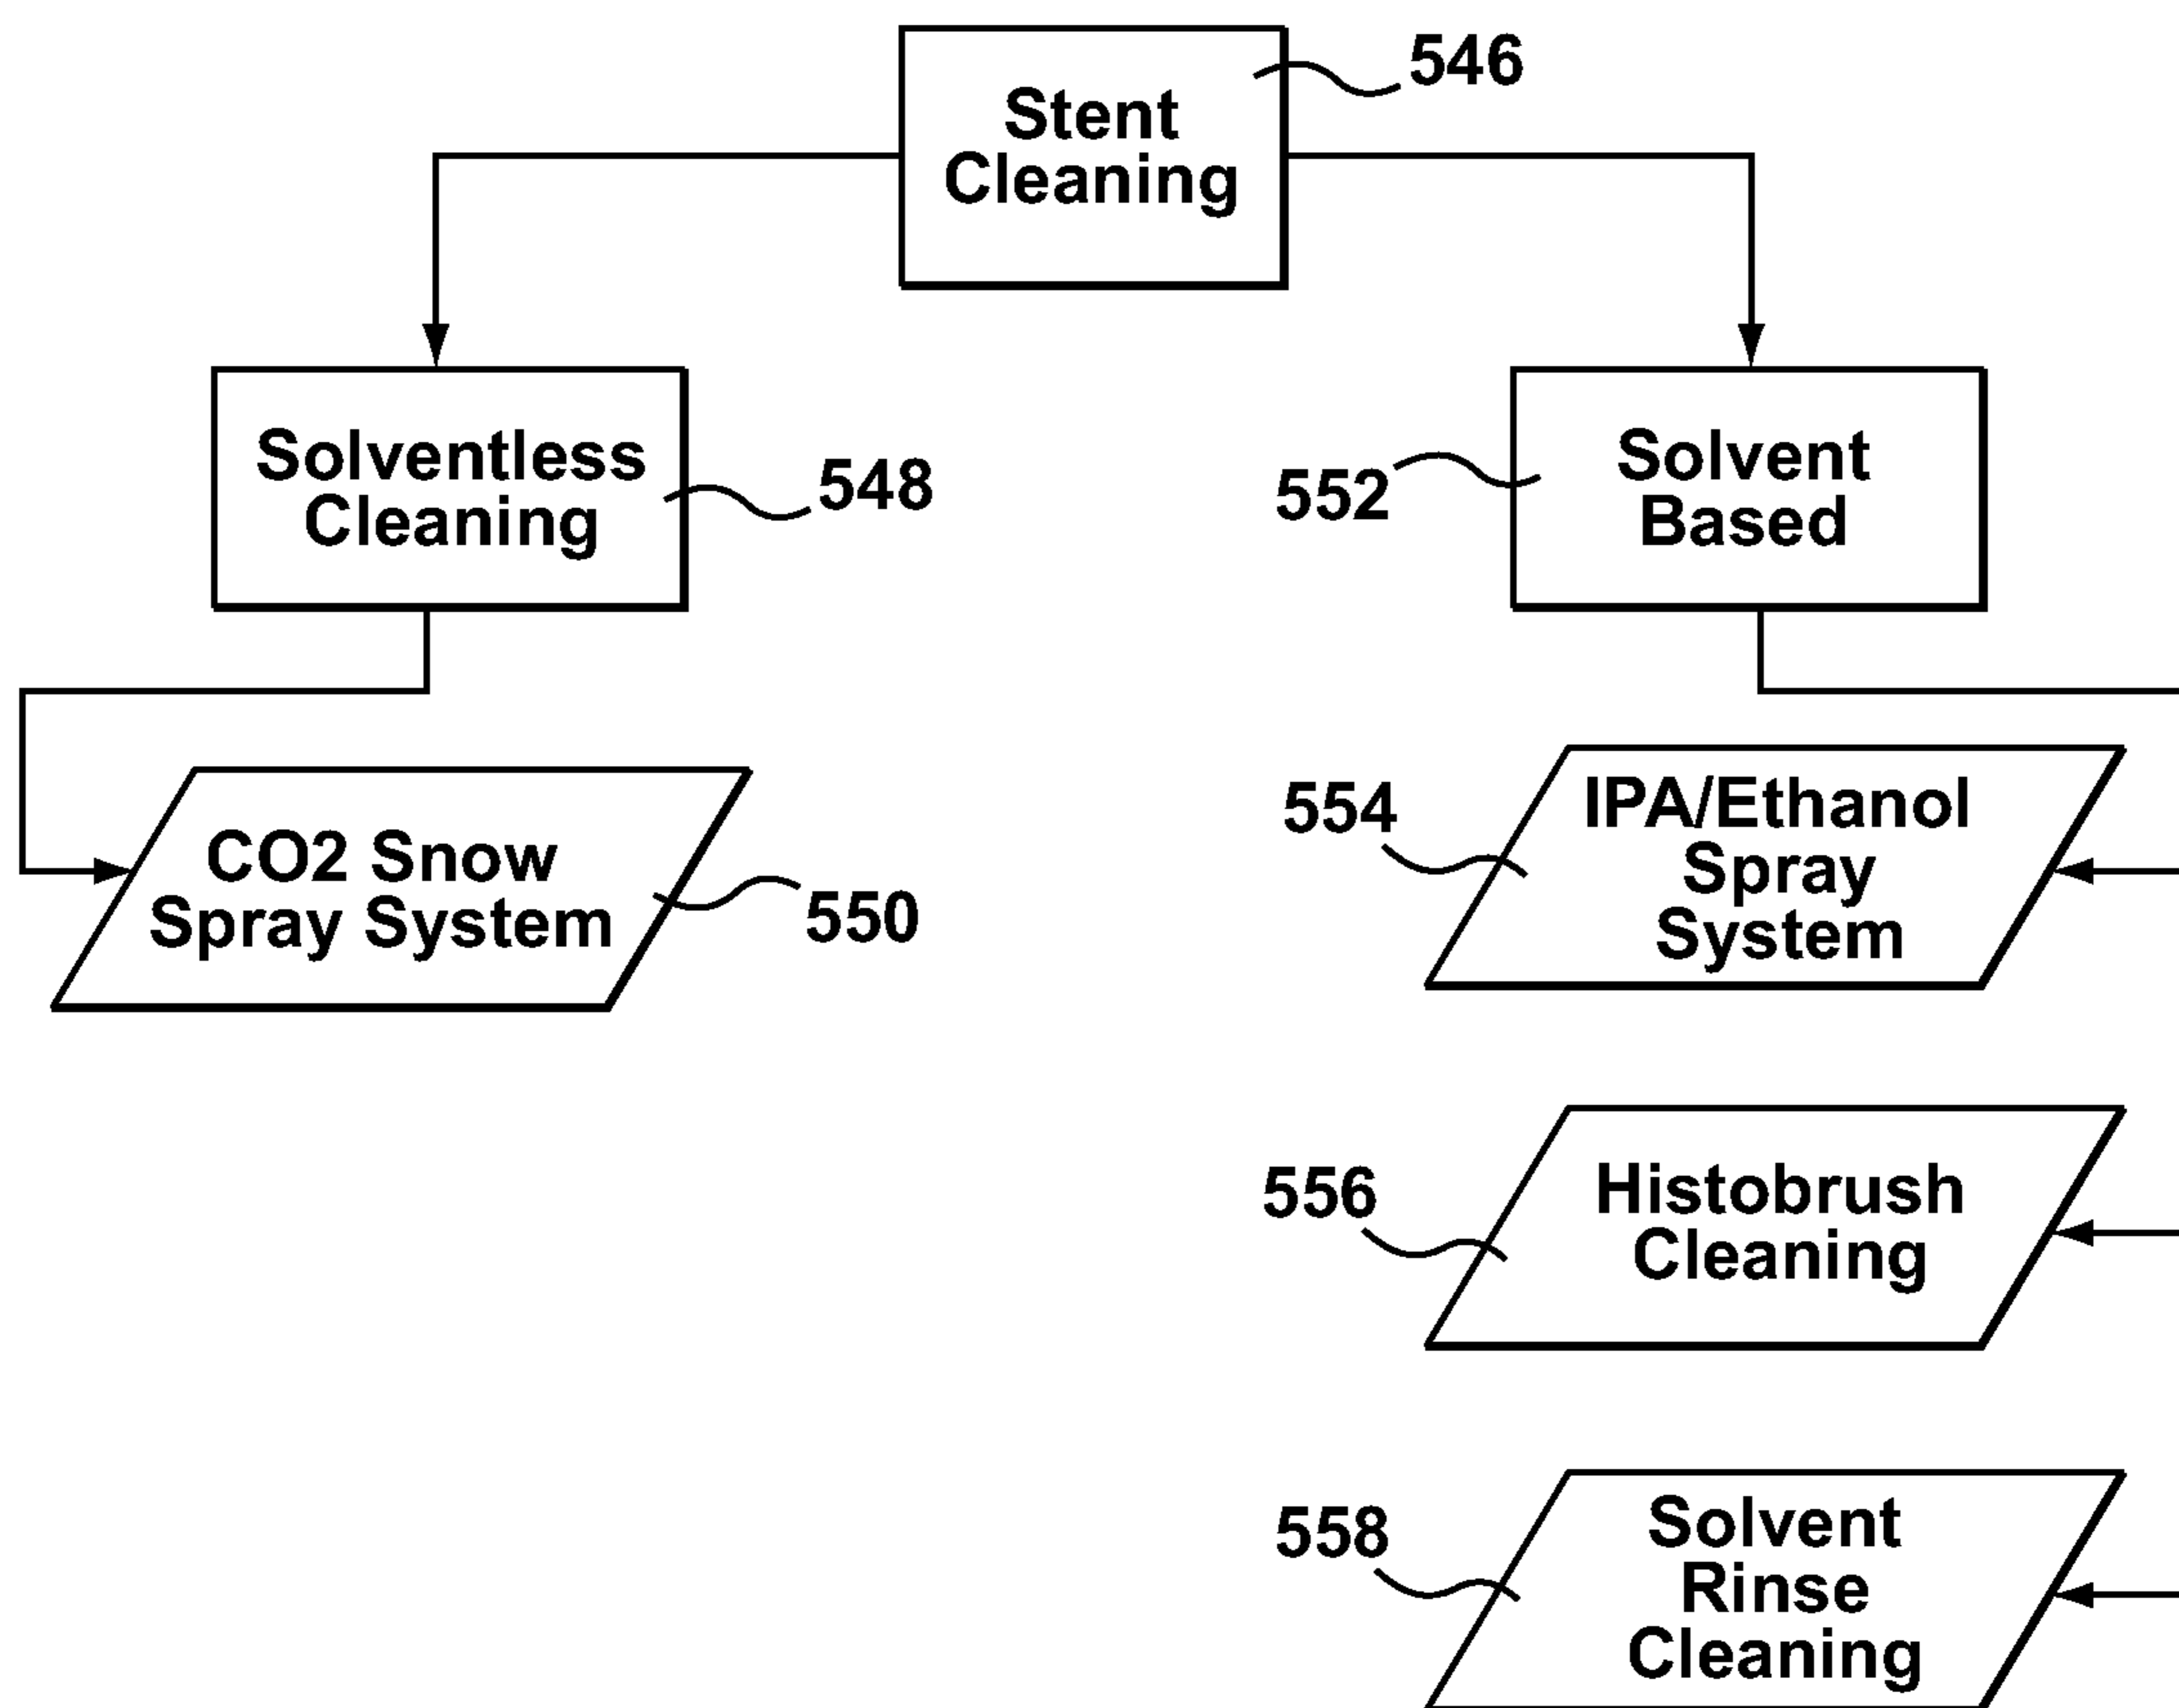 546
Stent
Cleaning
Solventless
Cleaning
548
552
Solvent
Based
CO2 Snow
Spray System
550
554
IPA/Ethanol
Spray
System
556
Histobrush
Cleaning
558
Solvent
Rinse
Cleaning